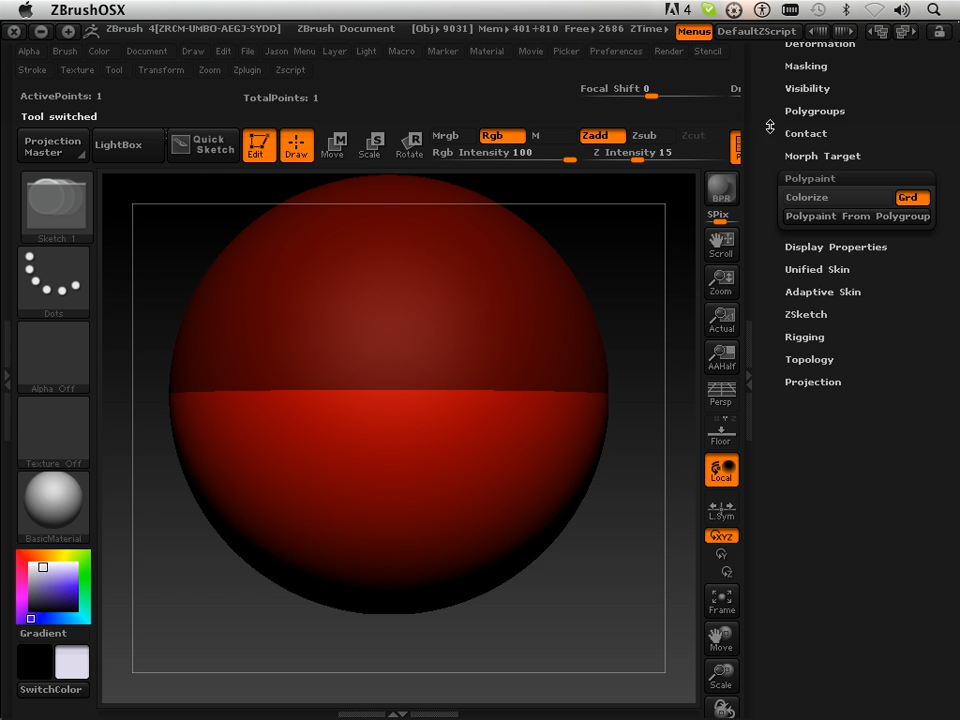 ZBrushOSX
4
ZBrush 4[ZRCM-UMBO-AEGJ-SYDD] ZBrush Document [Obj+ 9031] Mem+ 401+810 Free+ 2686 Time+ Menus DefaultZScript
Alpha Brush Color Document Draw Edit File Jason Menu Layer Light Macro Marker Material Movie Picker Preferences Render Stencil
Stroke Texture Tool Transform Zoom Zplugin Zscript
ActivePoints: 1 TotalPoints: 1 Focal Shift 0
Tool switched
Projection Master
LightBox
Quick Sketch
Edit Draw Move Scale Rotate
Mrgb Rgb M Zadd Zsub Zcut
Rgb Intensity 100 Z Intensity 15
Sketch 1
Dots
Alpha Off
Texture Off
BasicMaterial
Gradient
SwitchColor
BPR
SPix
Scroll
Zoom
Actual
AAHalf
Persp
Floor
Local
L.Sym
XYZ
Y
Z
Frame
Move
Scale
Deformation
Masking
Visibility
Polygroups
Contact
Morph Target
Polypaint
Colorize Grd
Polypaint From Polygroup
Display Properties
Unified Skin
Adaptive Skin
ZSketch
Rigging
Topology
Projection